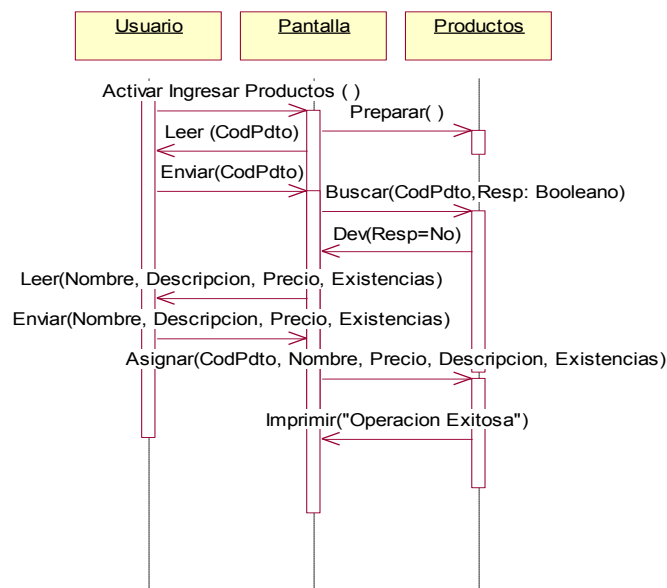 Usuario
Pantalla
Productos
Activar Ingresar Productos ( )
Preparar( )
Leer (CodPdto)
Enviar(CodPdto)
Buscar(CodPdto,Resp: Booleano)
Dev(Resp=No)
Leer(Nombre, Descripcion, Precio, Existencias)
Enviar(Nombre, Descripcion, Precio, Existencias)
Asignar(CodPdto, Nombre, Precio, Descripcion, Existencias)
Imprimir("Operacion Exitosa")